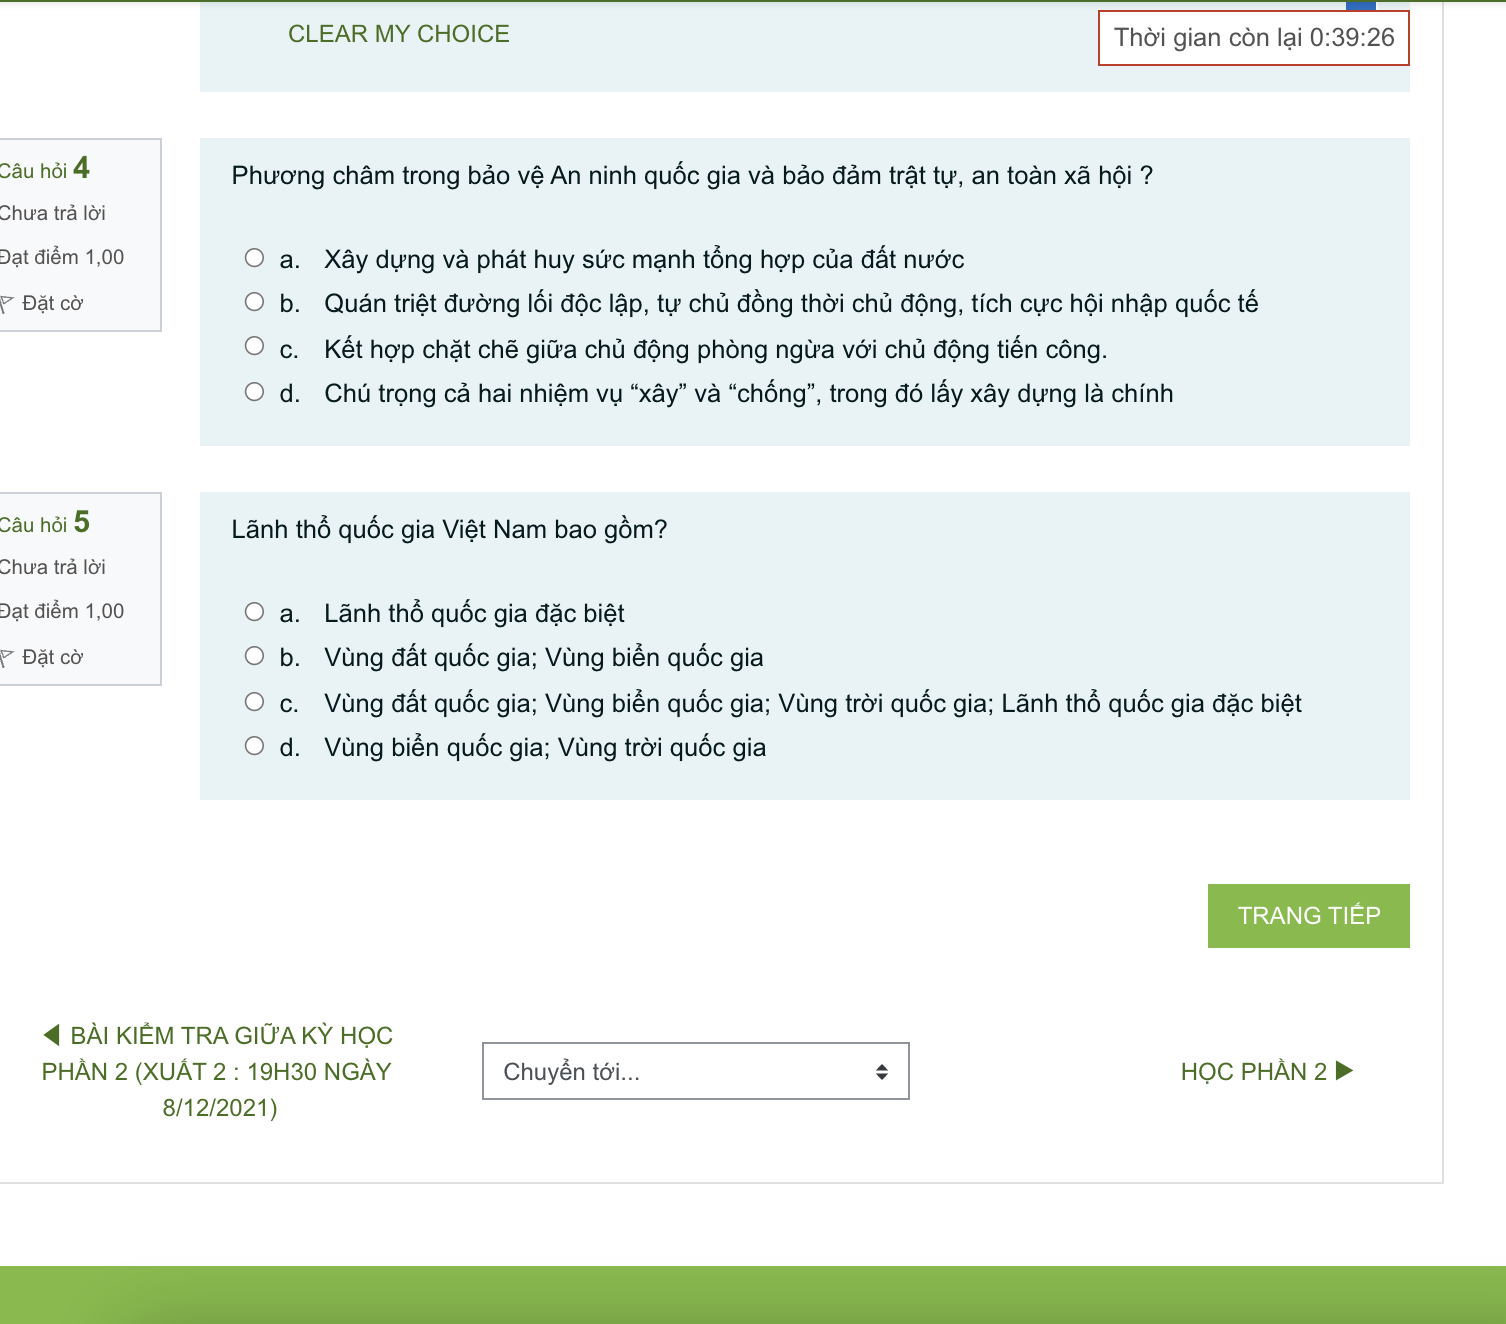 CLEAR MY CHOICE
Thời gian còn lại 0:39:26
Câu hỏi 4
Chưa trả lời
Đạt điểm 1,00
Đặt cờ
Phương châm trong bảo vệ An ninh quốc gia và bảo đảm trật tự, an toàn xã hội ?
a. Xây dựng và phát huy sức mạnh tổng hợp của đất nước
b. Quán triệt đường lối độc lập, tự chủ đồng thời chủ động, tích cực hội nhập quốc tế
c. Kết hợp chặt chẽ giữa chủ động phòng ngừa với chủ động tiến công.
d. Chú trọng cả hai nhiệm vụ “xây” và “chống”, trong đó lấy xây dựng là chính
Câu hỏi 5
Chưa trả lời
Đạt điểm 1,00
Đặt cờ
Lãnh thổ quốc gia Việt Nam bao gồm?
a. Lãnh thổ quốc gia đặc biệt
b. Vùng đất quốc gia; Vùng biển quốc gia
c. Vùng đất quốc gia; Vùng biển quốc gia; Vùng trời quốc gia; Lãnh thổ quốc gia đặc biệt
d. Vùng biển quốc gia; Vùng trời quốc gia
TRANG TIẾP
◀ BÀI KIỂM TRA GIỮA KỲ HỌC
PHẦN 2 (XUẤT 2 : 19H30 NGÀY
8/12/2021)
Chuyển tới...
HỌC PHẦN 2 ▶